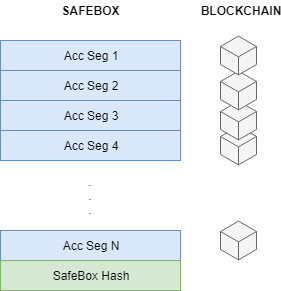 SAFEBOX
BLOCKCHAIN
Acc Seg 1
Acc Seg 2
Acc Seg 3
Acc Seg 4
.
.
.
Acc Seg N
SafeBox Hash